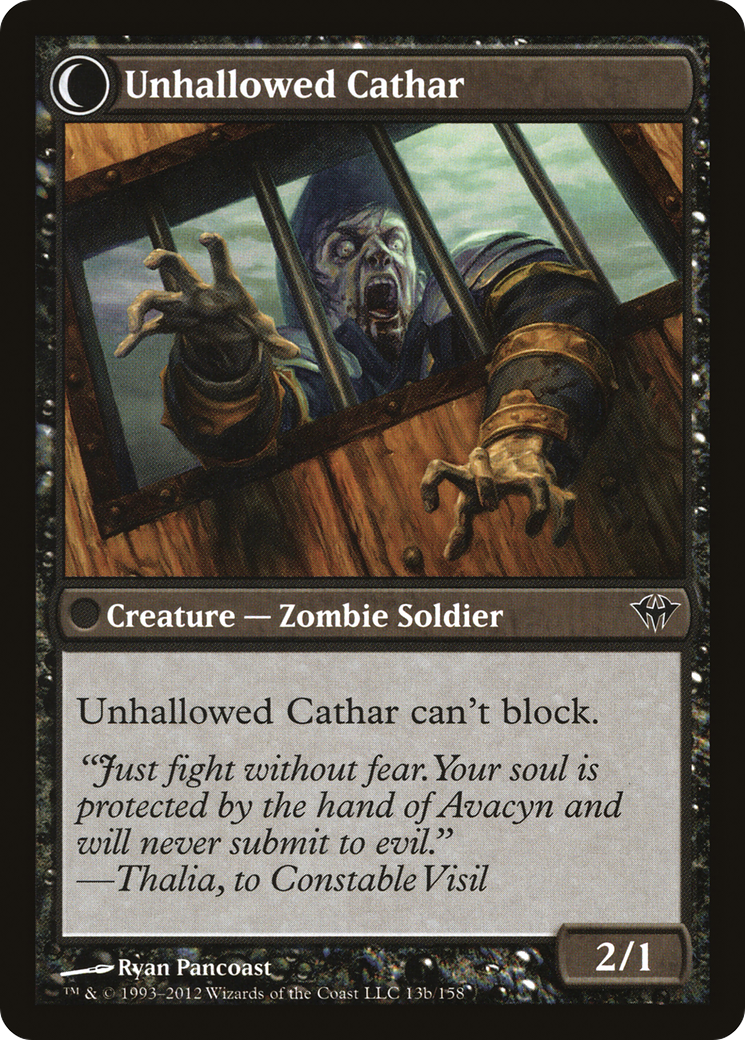 Unhallowed Cathar
Creature — Zombie Soldier
Unhallowed Cathar can't block.
“Just fight without fear. Your soul is
protected by the hand of Avacyn and
will never submit to evil.”
—Thalia, to Constable Visil
2/1
Ryan Pancoast
™ & © 1993–2012 Wizards of the Coast LLC 13b/158